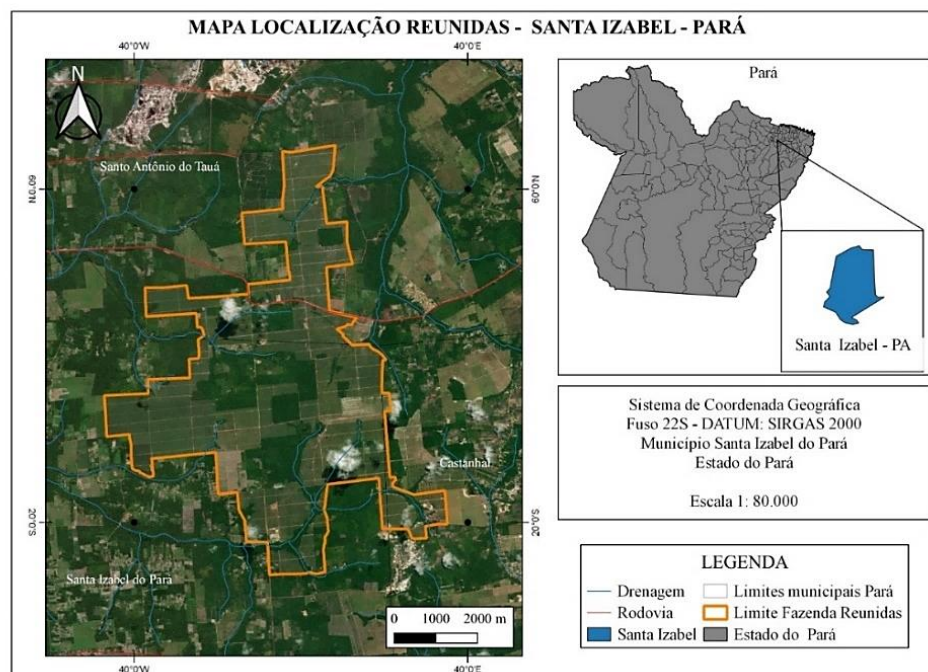 MAPA LOCALIZAÇÃO REUNIDAS - SANTA IZABEL - PARÁ
40°0'W
40°0'E
N
Santo Antônio do Tauá
60°0'N
60°0'N
Castanhal
20°0'S
20°0'S
Santa Izabel do Pará
0 1000 2000 m
40°0'W
40°0'E
Pará
Santa Izabel - PA
Sistema de Coordenada Geográfica
Fuso 22S - DATUM: SIRGAS 2000
Município Santa Izabel do Pará
Estado do Pará
Escala 1: 80.000
LEGENDA
Drenagem
Limites municipais Pará
Rodovia
Limite Fazenda Reunidas
Santa Izabel
Estado do Pará